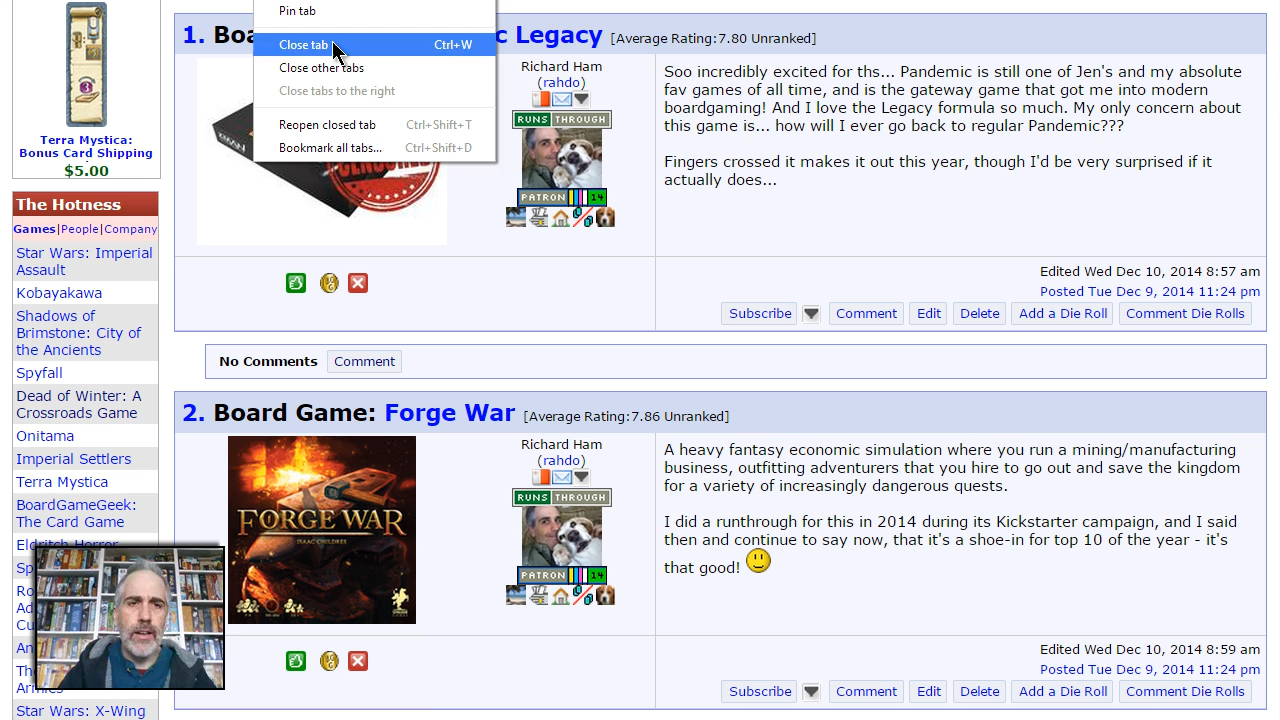 Terra Mystica:
Bonus Card Shipping
$5.00
The Hotness
Games|People|Company
Star Wars: Imperial
Assault
Kobayakawa
Shadows of
Brimstone: City of
the Ancients
Spyfall
Dead of Winter: A
Crossroads Game
Onitama
Imperial Settlers
Terra Mystica
BoardGameGeek:
The Card Game
Eldritch Horror
Star Wars: X-Wing
Pin tab
Close tab Ctrl+W
Close other tabs
Close tabs to the right
Reopen closed tab Ctrl+Shift+T
Bookmark all tabs... Ctrl+Shift+D
1. Boa c Legacy [Average Rating:7.80 Unranked]
Richard Ham
(rahdo)
RUNS THROUGH
PATRON 14
Soo incredibly excited for ths... Pandemic is still one of Jen's and my absolute
fav games of all time, and is the gateway game that got me into modern
boardgaming! And I love the Legacy formula so much. My only concern about
this game is... how will I ever go back to regular Pandemic???
Fingers crossed it makes it out this year, though I'd be very surprised if it
actually does...
Edited Wed Dec 10, 2014 8:57 am
Posted Tue Dec 9, 2014 11:24 pm
Subscribe Comment Edit Delete Add a Die Roll Comment Die Rolls
No Comments Comment
2. Board Game: Forge War [Average Rating:7.86 Unranked]
FORGE WAR
ISAAC CHILDRES
Richard Ham
(rahdo)
RUNS THROUGH
PATRON 14
A heavy fantasy economic simulation where you run a mining/manufacturing
business, outfitting adventurers that you hire to go out and save the kingdom
for a variety of increasingly dangerous quests.
I did a runthrough for this in 2014 during its Kickstarter campaign, and I said
then and continue to say now, that it's a shoe-in for top 10 of the year - it's
that good!
Edited Wed Dec 10, 2014 8:59 am
Posted Tue Dec 9, 2014 11:24 pm
Subscribe Comment Edit Delete Add a Die Roll Comment Die Rolls